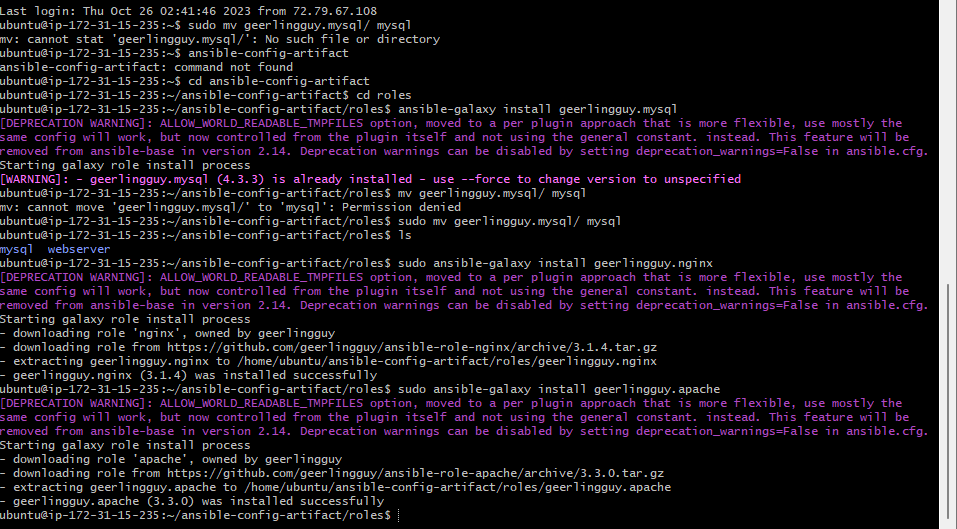 Last login: Thu Oct 26 02:41:46 2023 from 72.79.67.108
ubuntu@ip-172-31-15-235:~$ sudo mv geerlingguy.mysql/ mysql
mv: cannot stat 'geerlingguy.mysql/': No such file or directory
ubuntu@ip-172-31-15-235:~$ ansible-config-artifact
ansible-config-artifact: command not found
ubuntu@ip-172-31-15-235:~$ cd ansible-config-artifact
ubuntu@ip-172-31-15-235:~/ansible-config-artifact$ cd roles
ubuntu@ip-172-31-15-235:~/ansible-config-artifact/roles$ ansible-galaxy install geerlingguy.mysql
[DEPRECATION WARNING]: ALLOW_WORLD_READABLE_TMPFILES option, moved to a per plugin approach that is more flexible, use mostly the
same config will work, but now controlled from the plugin itself and not using the general constant. instead. This feature will be
removed from ansible-base in version 2.14. Deprecation warnings can be disabled by setting deprecation_warnings=False in ansible.cfg.
Starting galaxy role install process
[WARNING]: - geerlingguy.mysql (4.3.3) is already installed - use --force to change version to unspecified
ubuntu@ip-172-31-15-235:~/ansible-config-artifact/roles$ mv geerlingguy.mysql/ mysql
mv: cannot move 'geerlingguy.mysql/' to 'mysql': Permission denied
ubuntu@ip-172-31-15-235:~/ansible-config-artifact/roles$ sudo mv geerlingguy.mysql/ mysql
ubuntu@ip-172-31-15-235:~/ansible-config-artifact/roles$ ls
mysql  webserver
ubuntu@ip-172-31-15-235:~/ansible-config-artifact/roles$ sudo ansible-galaxy install geerlingguy.nginx
[DEPRECATION WARNING]: ALLOW_WORLD_READABLE_TMPFILES option, moved to a per plugin approach that is more flexible, use mostly the
same config will work, but now controlled from the plugin itself and not using the general constant. instead. This feature will be
removed from ansible-base in version 2.14. Deprecation warnings can be disabled by setting deprecation_warnings=False in ansible.cfg.
Starting galaxy role install process
- downloading role 'nginx', owned by geerlingguy
- downloading role from https://github.com/geerlingguy/ansible-role-nginx/archive/3.1.4.tar.gz
- extracting geerlingguy.nginx to /home/ubuntu/ansible-config-artifact/roles/geerlingguy.nginx
- geerlingguy.nginx (3.1.4) was installed successfully
ubuntu@ip-172-31-15-235:~/ansible-config-artifact/roles$ sudo ansible-galaxy install geerlingguy.apache
[DEPRECATION WARNING]: ALLOW_WORLD_READABLE_TMPFILES option, moved to a per plugin approach that is more flexible, use mostly the
same config will work, but now controlled from the plugin itself and not using the general constant. instead. This feature will be
removed from ansible-base in version 2.14. Deprecation warnings can be disabled by setting deprecation_warnings=False in ansible.cfg.
Starting galaxy role install process
- downloading role 'apache', owned by geerlingguy
- downloading role from https://github.com/geerlingguy/ansible-role-apache/archive/3.3.0.tar.gz
- extracting geerlingguy.apache to /home/ubuntu/ansible-config-artifact/roles/geerlingguy.apache
- geerlingguy.apache (3.3.0) was installed successfully
ubuntu@ip-172-31-15-235:~/ansible-config-artifact/roles$